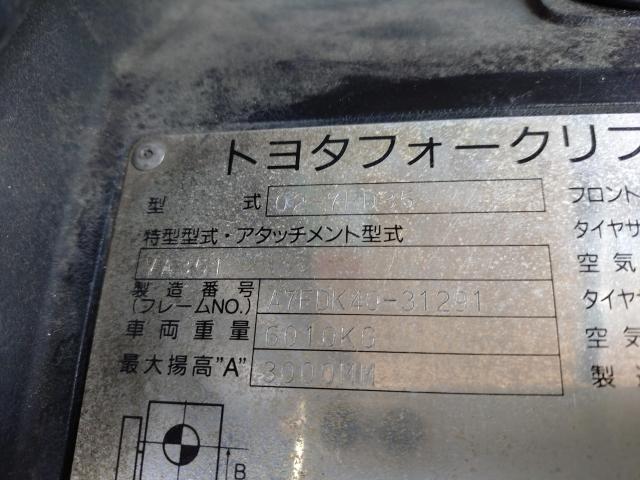 トヨタフォークリフ
型 式 02-7FD35 フロント
特型型式・アタッチメント型式 タイヤサ
空気
製造番号
(フレームNO.) A7FDK40-31291 タイヤ
車両重量 6010KG 空気
最大揚高"A" 3000MM 製
B